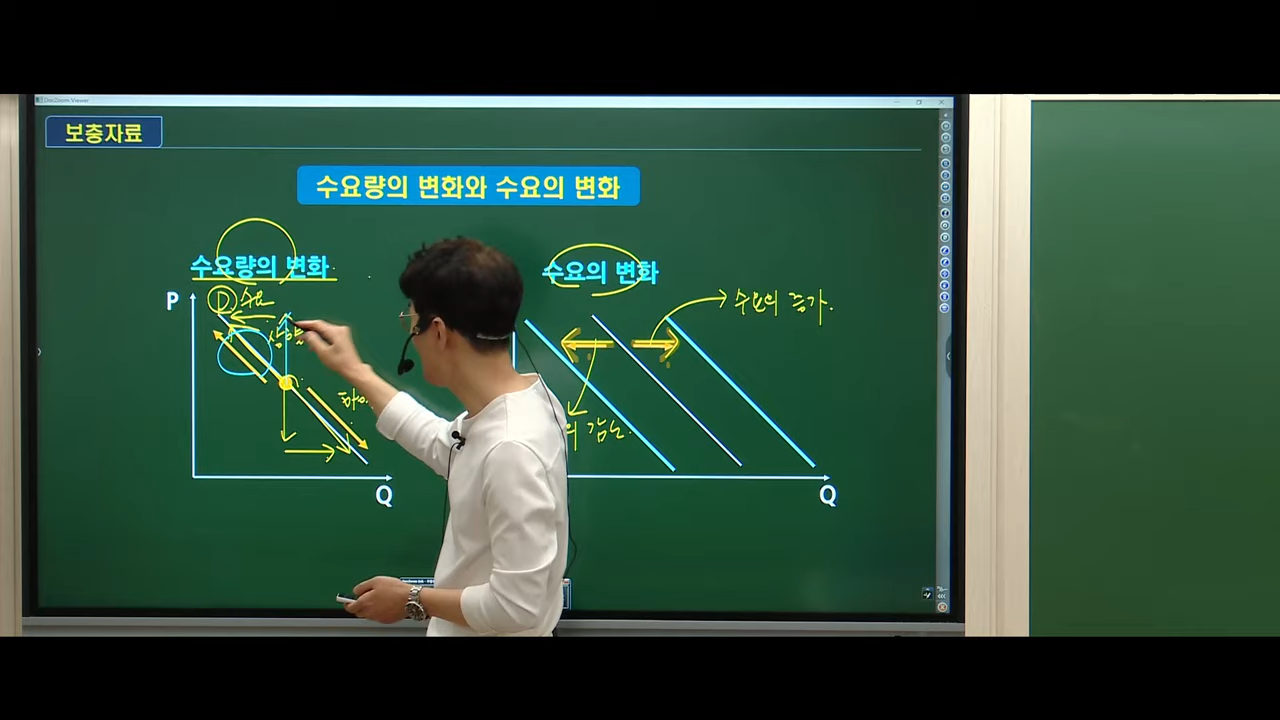 DocZoom Viewer
보충자료
수요량의 변화와 수요의 변화
수요량의 변화
수요의 변화
P
D 수요
수요의 증가.
Q
Q